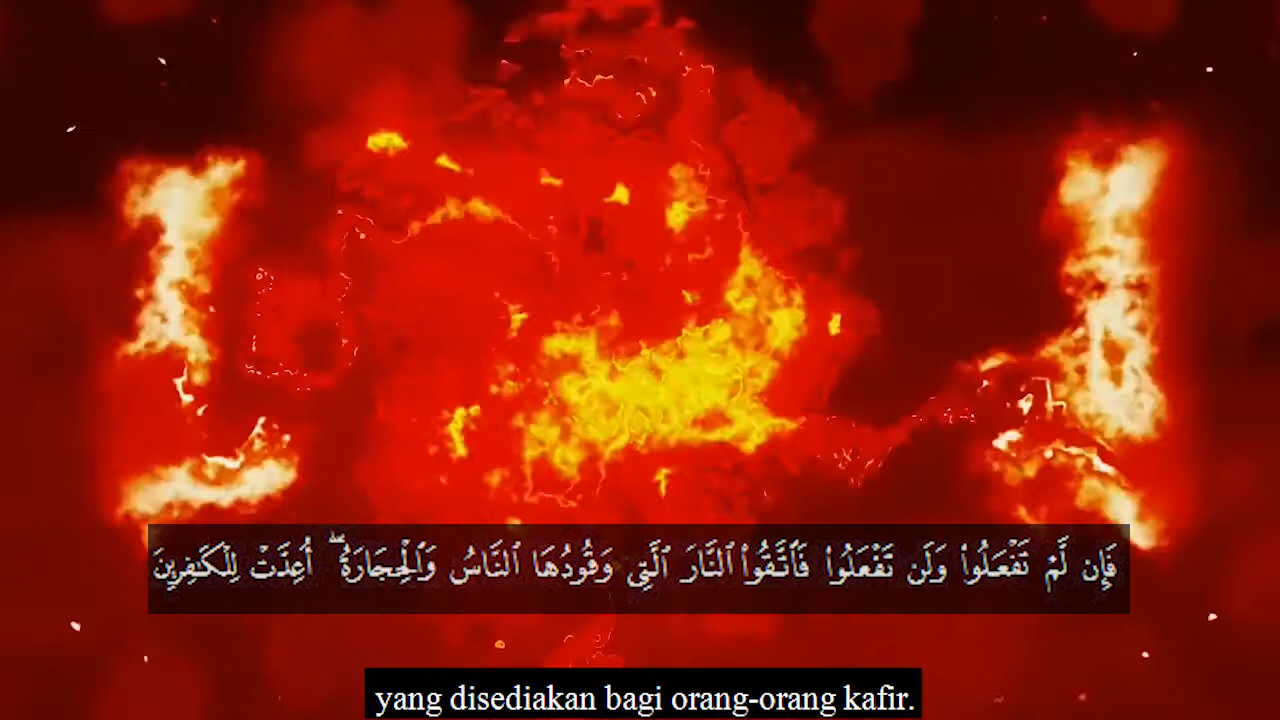 فَإِن لَّمْ تَفْعَلُوا۟ وَلَن تَفْعَلُوا۟ فَٱتَّقُوا۟ ٱلنَّارَ ٱلَّتِى وَقُودُهَا ٱلنَّاسُ وَٱلْحِجَارَةُ ۖ أُعِدَّتْ لِلْكَـٰفِرِينَ
yang disediakan bagi orang-orang kafir.